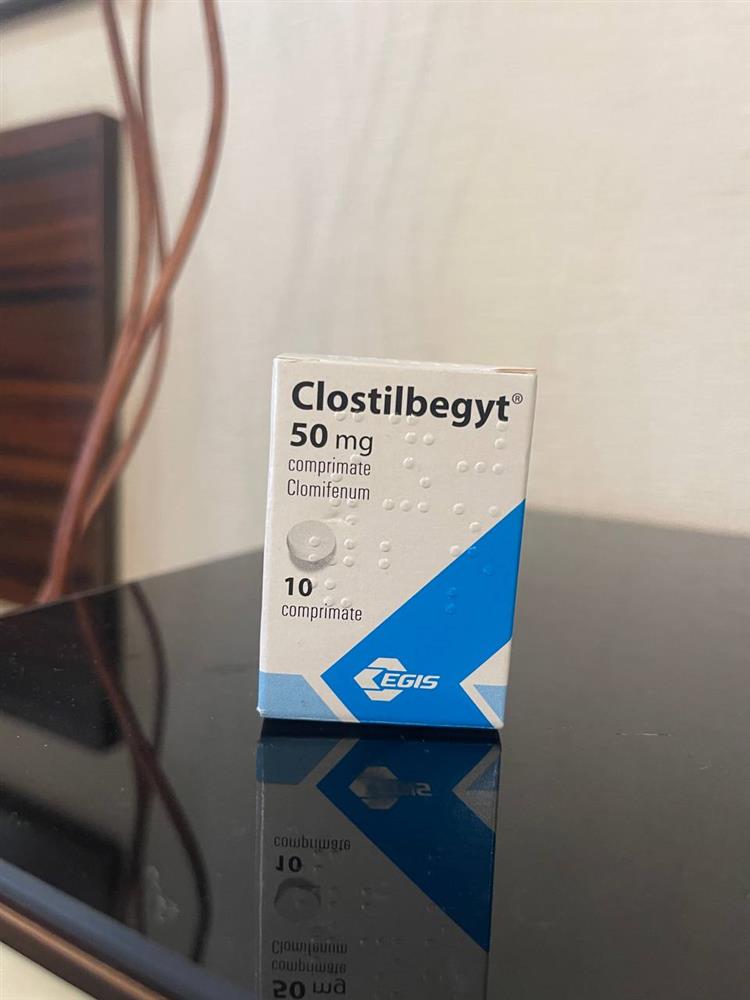 Clostilbegyt®
50 mg
comprimate
Clomifenum
10
comprimate
EGIS